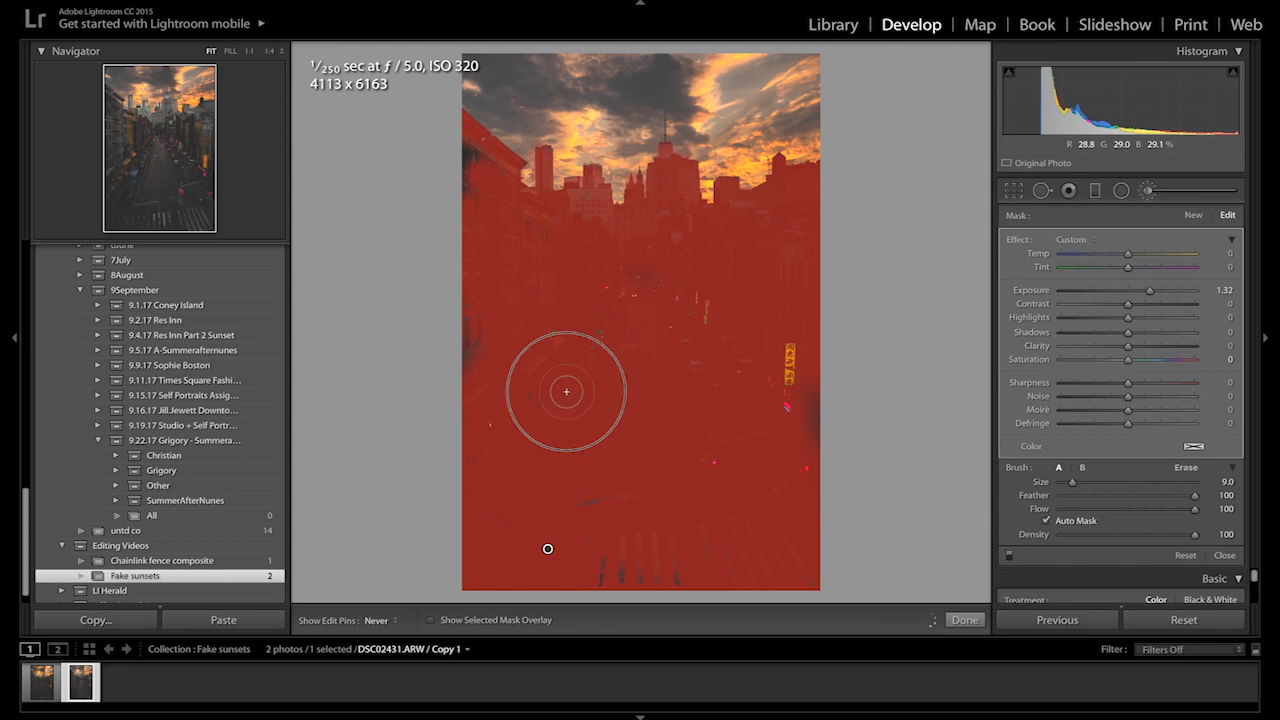 Lr
Adobe Lightroom CC 2015
Get started with Lightroom mobile
Library | Develop | Map | Book | Slideshow | Print | Web
Navigator FIT FILL 1:1 1:4
7July
8August
9September
9.1.17 Coney Island
9.2.17 Res Inn
9.4.17 Res Inn Part 2 Sunset
9.5.17 A-Summerafternunes
9.9.17 Sophie Boston
9.11.17 Times Square Fashi...
9.15.17 Self Portraits Assig...
9.16.17 Jill.Jewett Downto...
9.19.17 Studio + Self Portr...
9.22.17 Grigory - Summera...
Christian
Grigory
Other
SummerAfterNunes
All 0
untd co 14
Editing Videos
Chainlink fence composite 1
Fake sunsets 2
LI Herald
Copy... Paste
1/250 sec at ƒ / 5.0, ISO 320
4113 x 6163
Show Edit Pins : Never
Show Selected Mask Overlay
Done
Histogram
R 28.8 G 29.0 B 29.1 %
Original Photo
Mask : New Edit
Effect : Custom
Temp 0
Tint 0
Exposure 1.32
Contrast 0
Highlights 0
Shadows 0
Clarity 0
Saturation 0
Sharpness 0
Noise 0
Moiré 0
Defringe 0
Color
Brush : A B Erase
Size 9.0
Feather 100
Flow 100
Auto Mask
Density 100
Reset Close
Basic
Treatment : Color Black & White
Previous Reset
1 2 Collection : Fake sunsets 2 photos / 1 selected / DSC02431.ARW / Copy 1
Filter : Filters Off